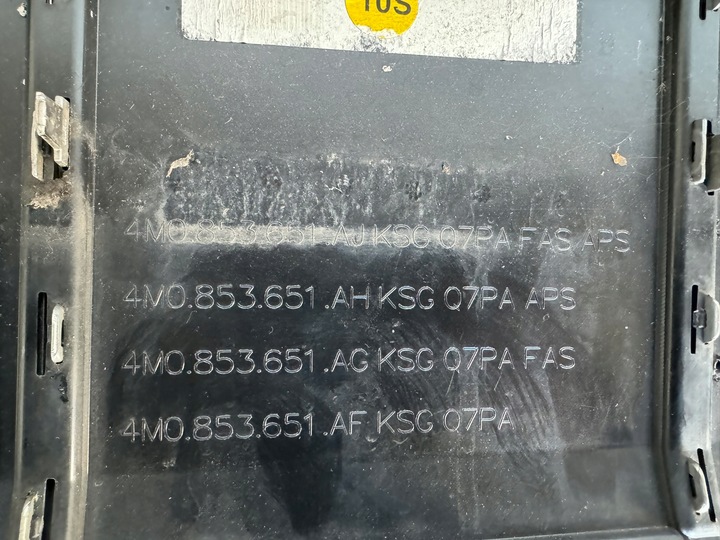 10S
4M0.853.651.AJ KSG Q7PA FAS APS
4M0.853.651.AH KSG Q7PA APS
4M0.853.651.AG KSG Q7PA FAS
4M0.853.651.AF KSG Q7PA